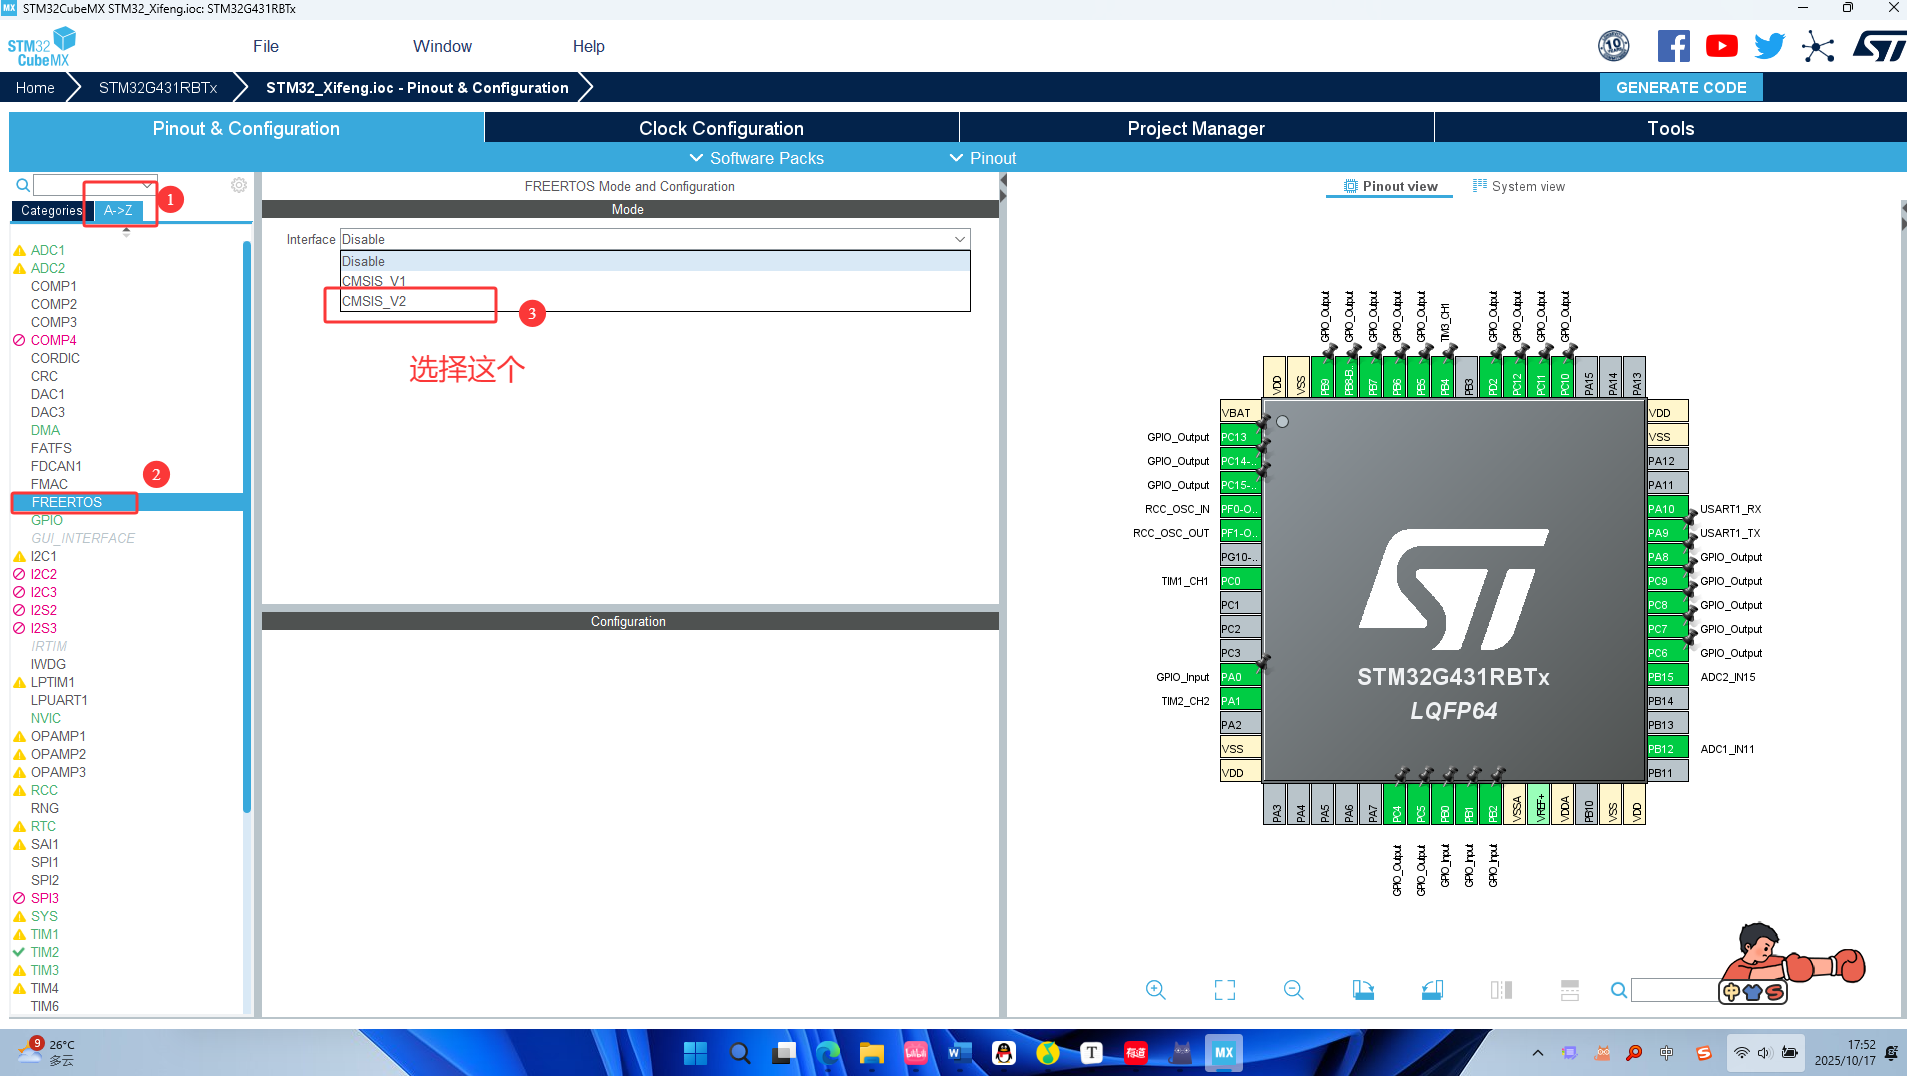 STM32CubeMX STM32_Xifeng.ioc: STM32G431RBTx
STM32
CubeMX
File
Window
Help
10
Home
STM32G431RBTx
STM32_Xifeng.ioc - Pinout & Configuration
GENERATE CODE
Pinout & Configuration
Clock Configuration
Project Manager
Tools
Software Packs
Pinout
Categories
A->Z
1
ADC1
ADC2
COMP1
COMP2
COMP3
COMP4
CORDIC
CRC
DAC1
DAC3
DMA
FATFS
FDCAN1
FMAC
2
FREERTOS
GPIO
GUI_INTERFACE
I2C1
I2C2
I2C3
I2S2
I2S3
IRTIM
IWDG
LPTIM1
LPUART1
NVIC
OPAMP1
OPAMP2
OPAMP3
RCC
RNG
RTC
SAI1
SPI1
SPI2
SPI3
SYS
TIM1
TIM2
TIM3
TIM4
TIM6
FREERTOS Mode and Configuration
Mode
Interface Disable
Disable
CMSIS_V1
CMSIS_V2
3
选择这个
Configuration
Pinout view
System view
GPIO_Output
GPIO_Output
GPIO_Output
GPIO_Output
GPIO_Output
TIM3_CH1
GPIO_Output
GPIO_Output
GPIO_Output
GPIO_Output
VDD
VSS
PB9
PB8-B..
PB7
PB6
PB5
PB4
PB3
PD2
PC12
PC11
PC10
PA15
PA14
PA13
VBAT
GPIO_Output PC13
GPIO_Output PC14-..
GPIO_Output PC15-..
RCC_OSC_IN PF0-O..
RCC_OSC_OUT PF1-O..
PG10-..
TIM1_CH1 PC0
PC1
PC2
PC3
GPIO_Input PA0
TIM2_CH2 PA1
PA2
VSS
VDD
STM32G431RBTx
LQFP64
VDD
VSS
PA12
PA11
PA10 USART1_RX
PA9 USART1_TX
PA8 GPIO_Output
PC9 GPIO_Output
PC8 GPIO_Output
PC7 GPIO_Output
PC6 GPIO_Output
PB15 ADC2_IN15
PB14
PB13
PB12 ADC1_IN11
PB11
PA3
PA4
PA5
PA6
PA7
PC4
PC5
PB0
PB1
PB2
VSSA
VREF+
VDDA
PB10
VSS
VDD
GPIO_Output
GPIO_Output
GPIO_Input
GPIO_Input
GPIO_Input
中
S
9
26°C
多云
W
T
有道
MX
中
S
17:52
2025/10/17